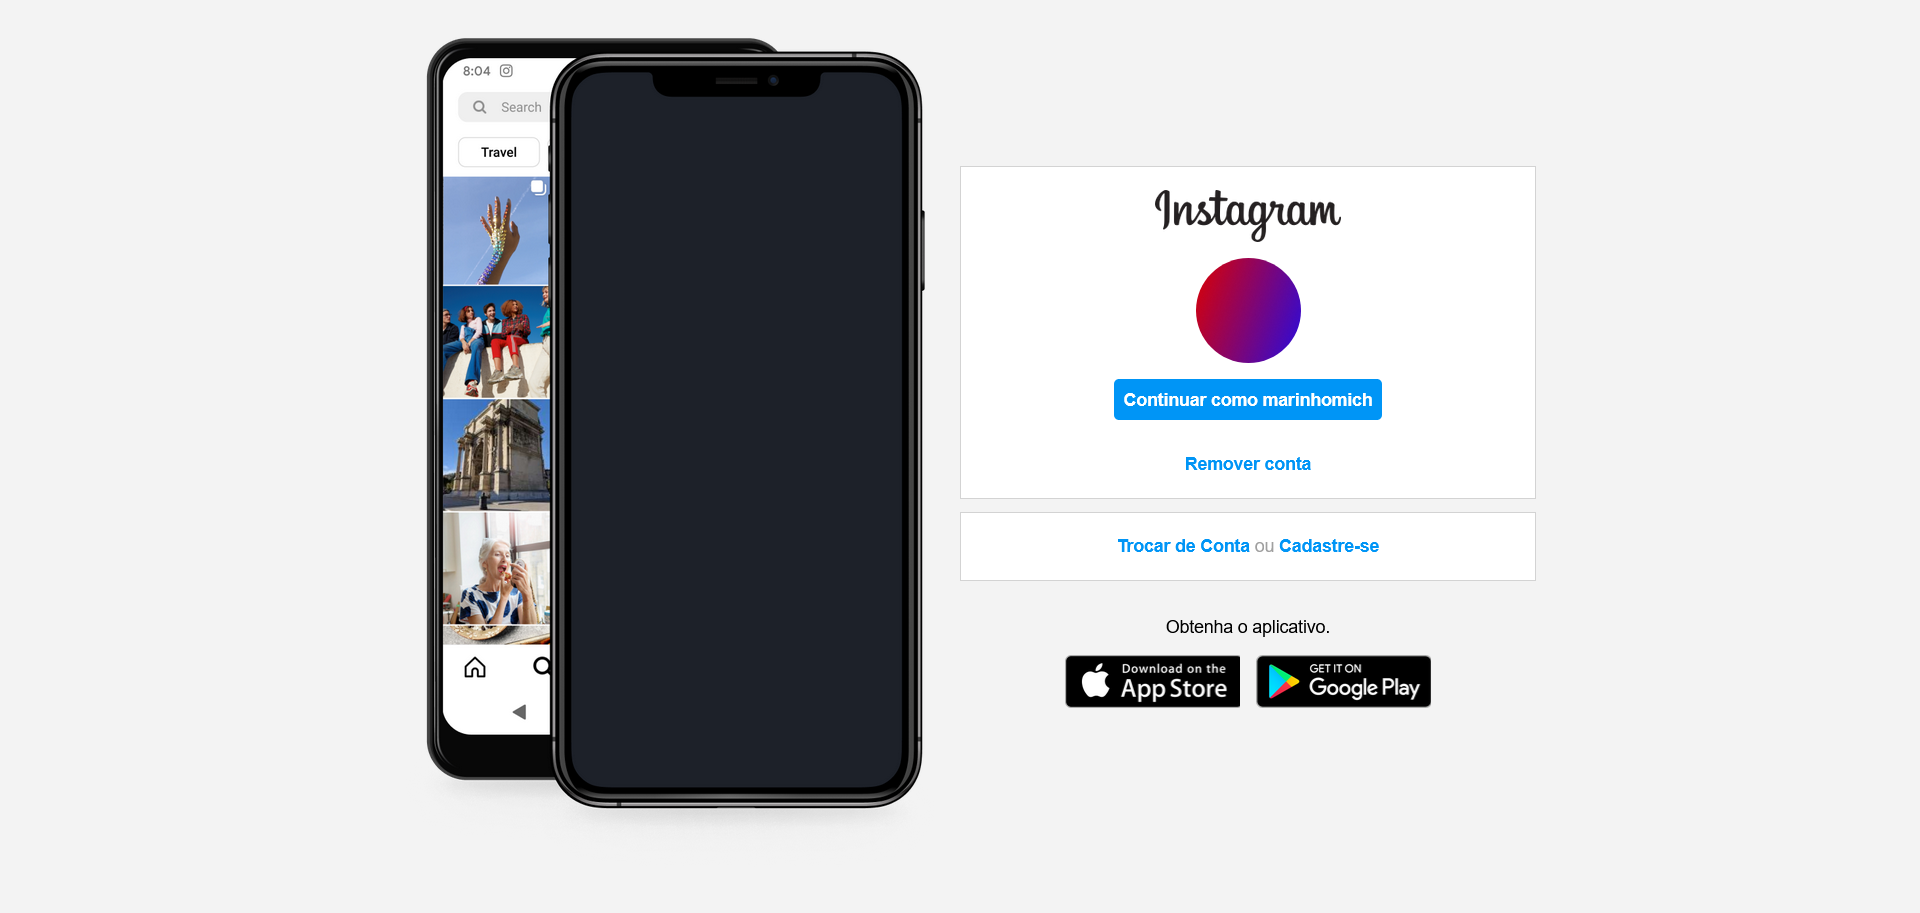 8:04
Search
Travel
Instagram
Continuar como marinhomich
Remover conta
Trocar de Conta ou Cadastre-se
Obtenha o aplicativo.
Download on the
App Store
GET IT ON
Google Play